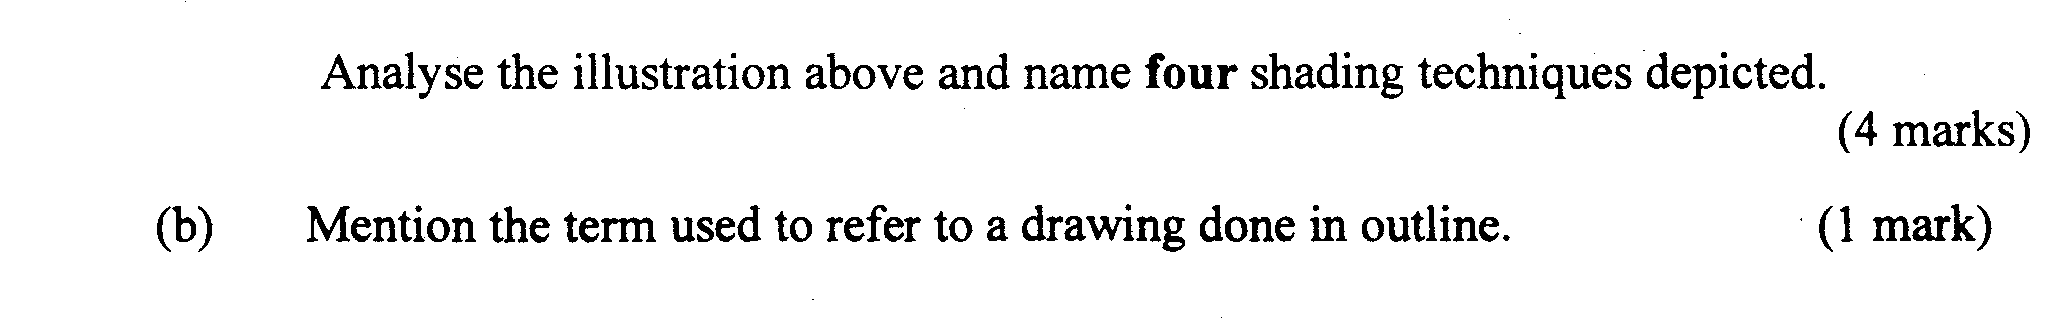 Analyse the illustration above and name four shading techniques depicted.
(4 marks)
(b) Mention the term used to refer to a drawing done in outline. (1 mark)